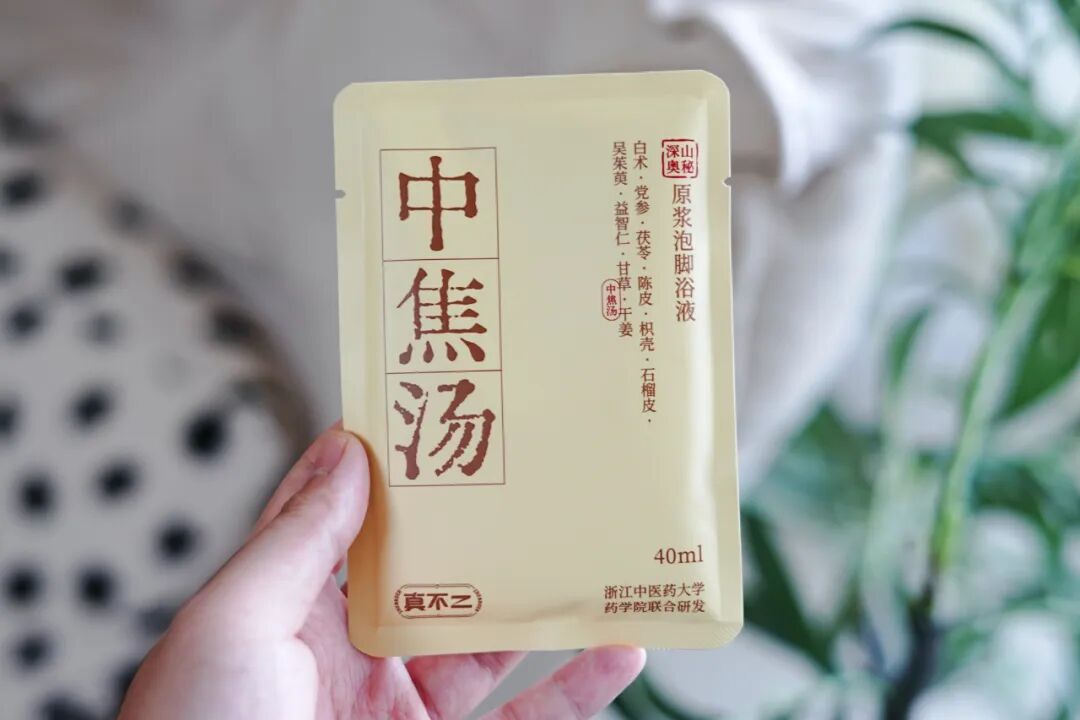 中焦汤
深山
奥秘
原浆泡脚浴液
白术·党参·茯苓·陈皮·枳壳·石榴皮·
吴茱萸·益智仁·甘草·干姜
中焦汤
40ml
真不二
浙江中医药大学
药学院联合研发